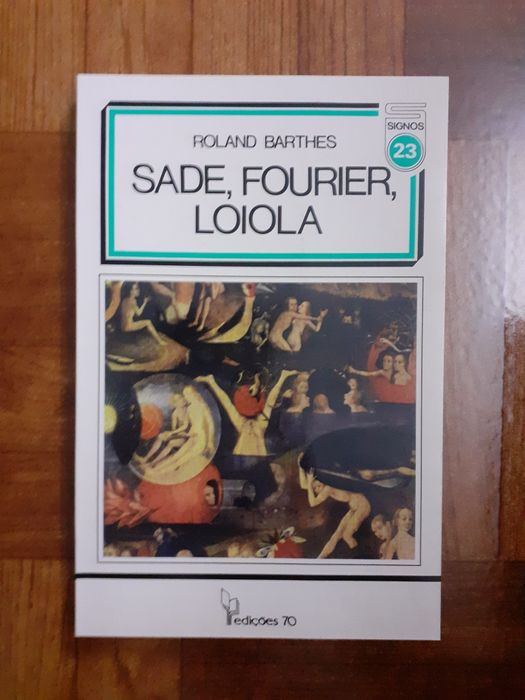 SIGNOS
23
ROLAND BARTHES
SADE, FOURIER,
LOIOLA
edições 70